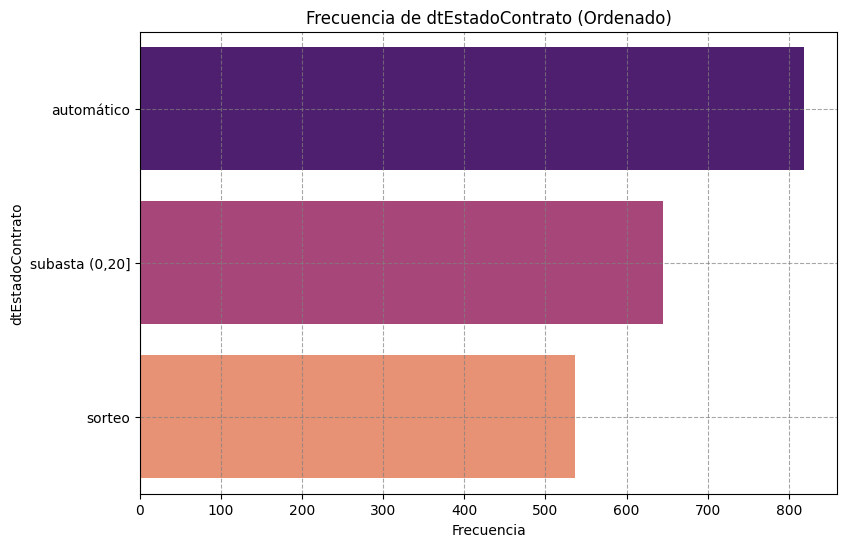 Frecuencia de dtEstadoContrato (Ordenado)
automático
subasta (0,20]
sorteo
dtEstadoContrato
0 100 200 300 400 500 600 700 800
Frecuencia